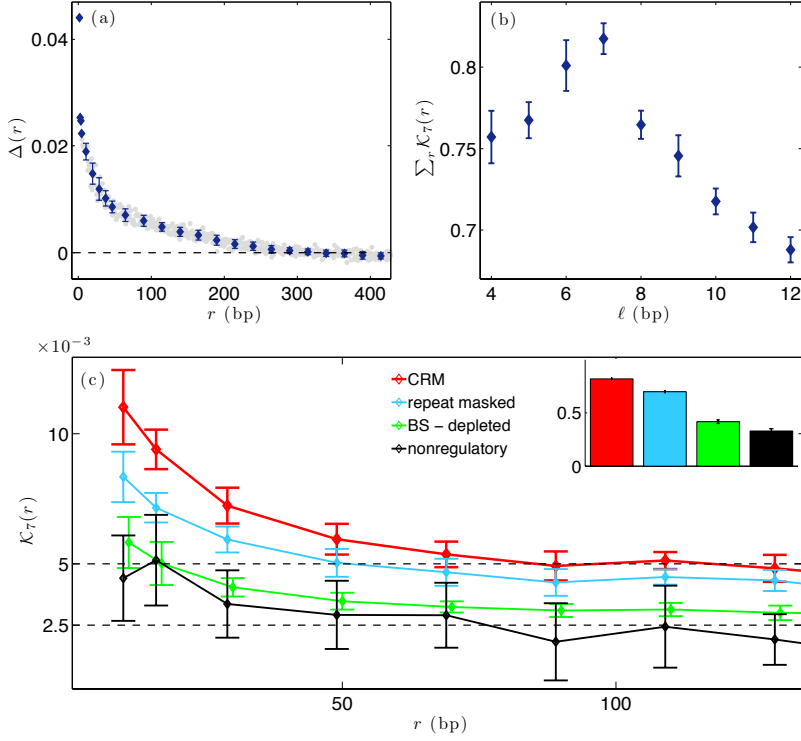 (a)
0.04
0.02
0
Δ(r)
0 100 200 300 400
r (bp)
(b)
0.8
0.75
0.7
∑r K7(r)
4 6 8 10 12
ℓ (bp)
×10−3
(c)
10
5
2.5
K7(r)
CRM
repeat masked
BS − depleted
nonregulatory
0.5
0
50 100
r (bp)